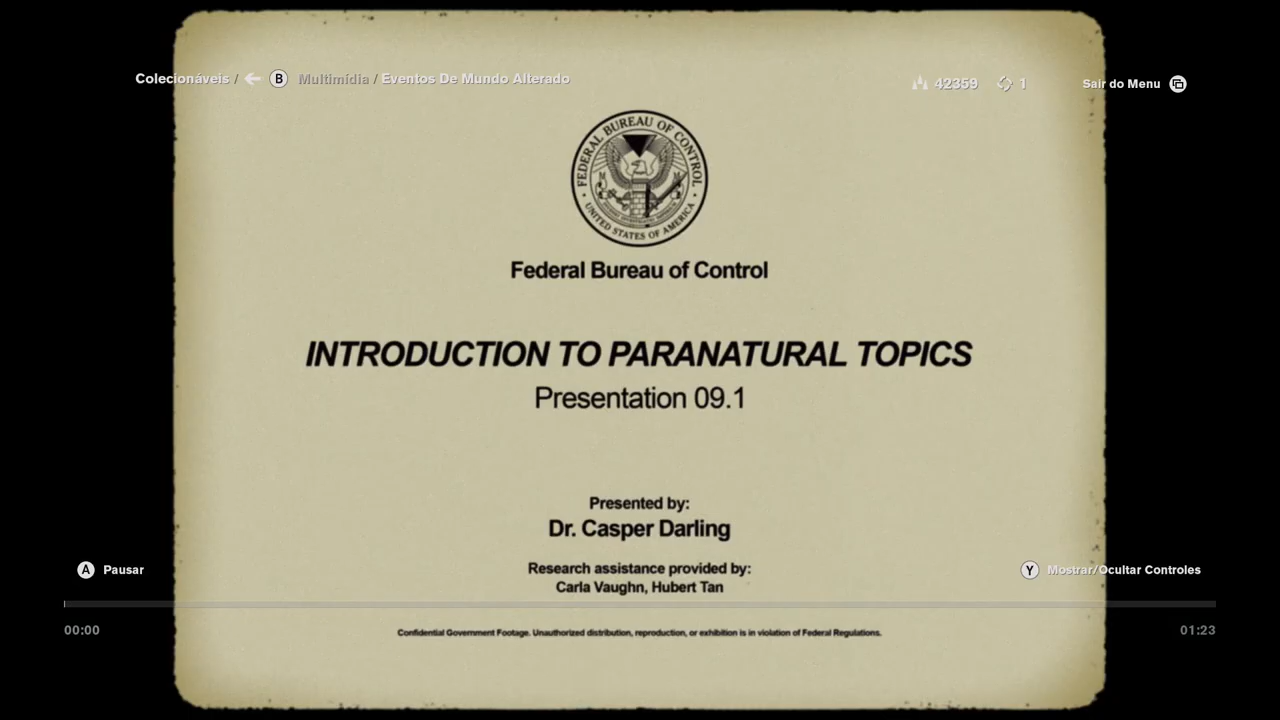 Colecionáveis / B Multimídia / Eventos De Mundo Alterado
42359 1 Sair do Menu
FEDERAL BUREAU OF CONTROL
UNITED STATES OF AMERICA
Federal Bureau of Control
INTRODUCTION TO PARANATURAL TOPICS
Presentation 09.1
Presented by:
Dr. Casper Darling
Research assistance provided by:
Carla Vaughn, Hubert Tan
A Pausar
Y Mostrar/Ocultar Controles
00:00
01:23
Confidential Government Footage. Unauthorized distribution, reproduction, or exhibition is in violation of Federal Regulations.